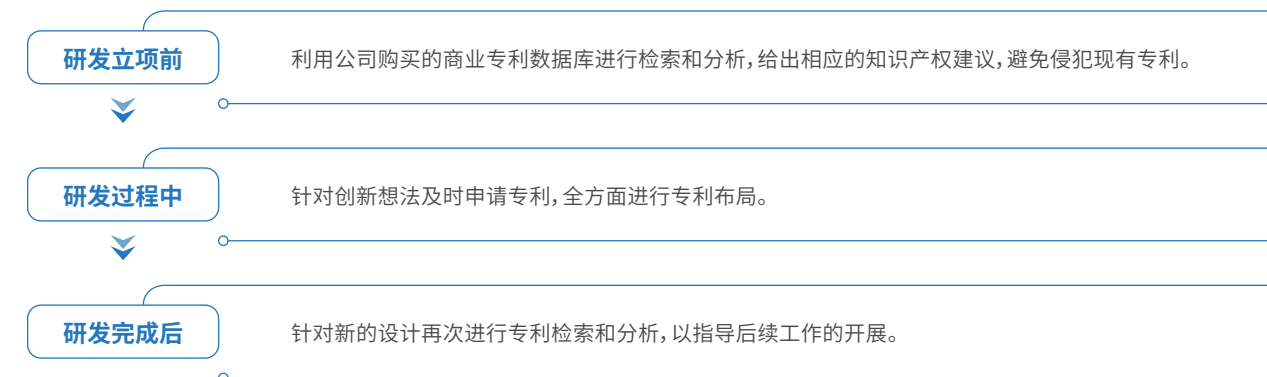 研发立项前
利用公司购买的商业专利数据库进行检索和分析，给出相应的知识产权建议，避免侵犯现有专利。
研发过程中
针对创新想法及时申请专利，全方面进行专利布局。
研发完成后
针对新的设计再次进行专利检索和分析，以指导后续工作的开展。